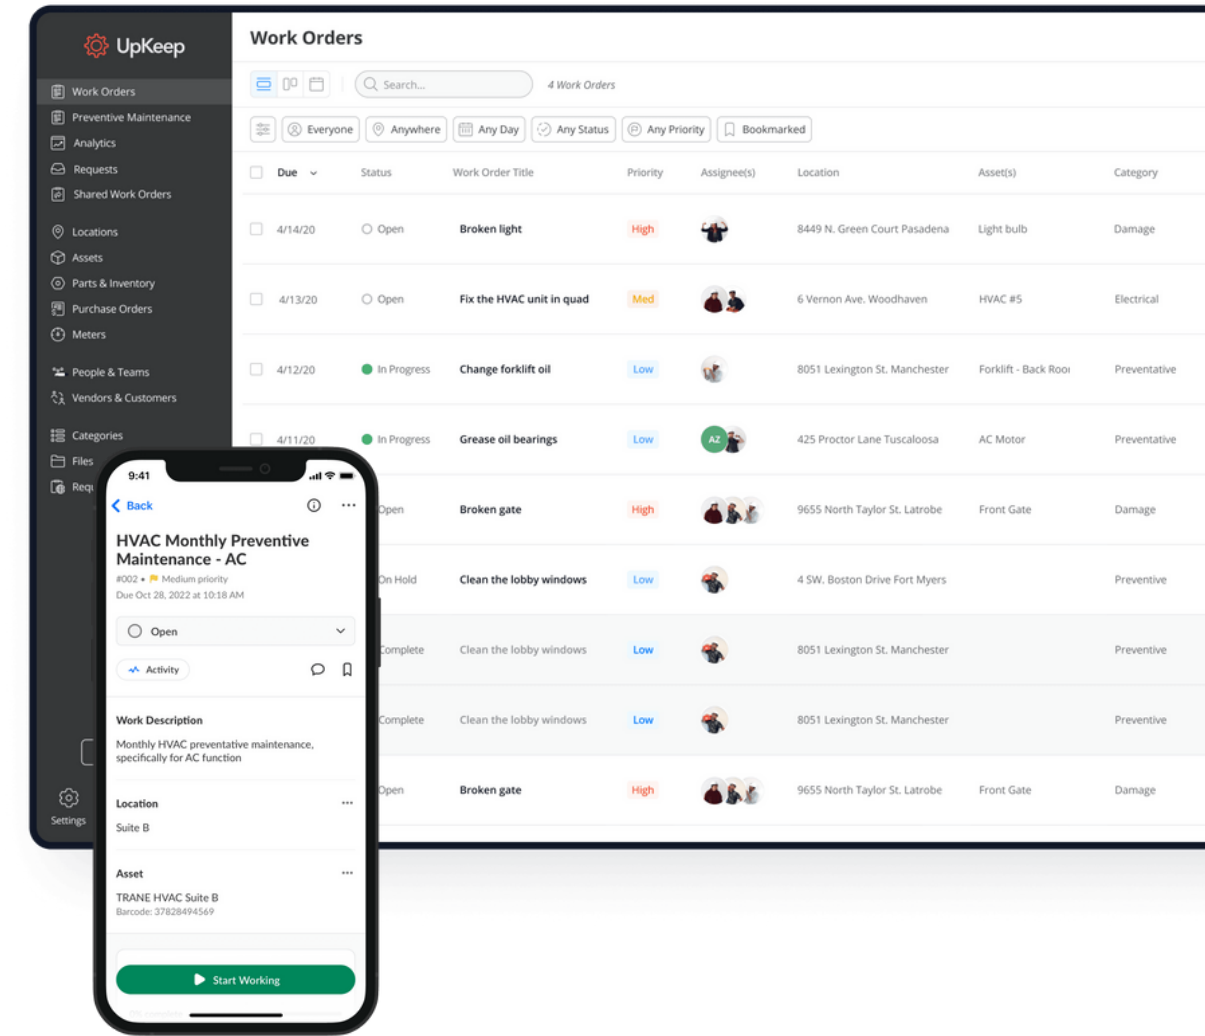 UpKeep
Work Orders
Preventive Maintenance
Analytics
Requests
Shared Work Orders
Locations
Assets
Parts & Inventory
Purchase Orders
Meters
People & Teams
Vendors & Customers
Categories
Files
Settings
Work Orders
Search...
4 Work Orders
Everyone Anywhere Any Day Any Status Any Priority Bookmarked
Due Status Work Order Title Priority Assignee(s) Location Asset(s) Category
4/14/20 Open Broken light High 8449 N. Green Court Pasadena Light bulb Damage
4/13/20 Open Fix the HVAC unit in quad Med 6 Vernon Ave. Woodhaven HVAC #5 Electrical
4/12/20 In Progress Change forklift oil Low 8051 Lexington St. Manchester Forklift - Back Roo Preventative
4/11/20 In Progress Grease oil bearings Low AZ 425 Proctor Lane Tuscaloosa AC Motor Preventative
Open Broken gate High 9655 North Taylor St. Latrobe Front Gate Damage
On Hold Clean the lobby windows Low 4 SW. Boston Drive Fort Myers Preventive
Complete Clean the lobby windows Low 8051 Lexington St. Manchester Preventive
Complete Clean the lobby windows Low 8051 Lexington St. Manchester Preventive
Open Broken gate High 9655 North Taylor St. Latrobe Front Gate Damage
9:41
Back
HVAC Monthly Preventive
Maintenance - AC
#002 • Medium priority
Due Oct 28, 2022 at 10:18 AM
Open
Activity
Work Description
Monthly HVAC preventative maintenance,
specifically for AC function
Location
Suite B
Asset
TRANE HVAC Suite B
Barcode: 37828494569
Start Working